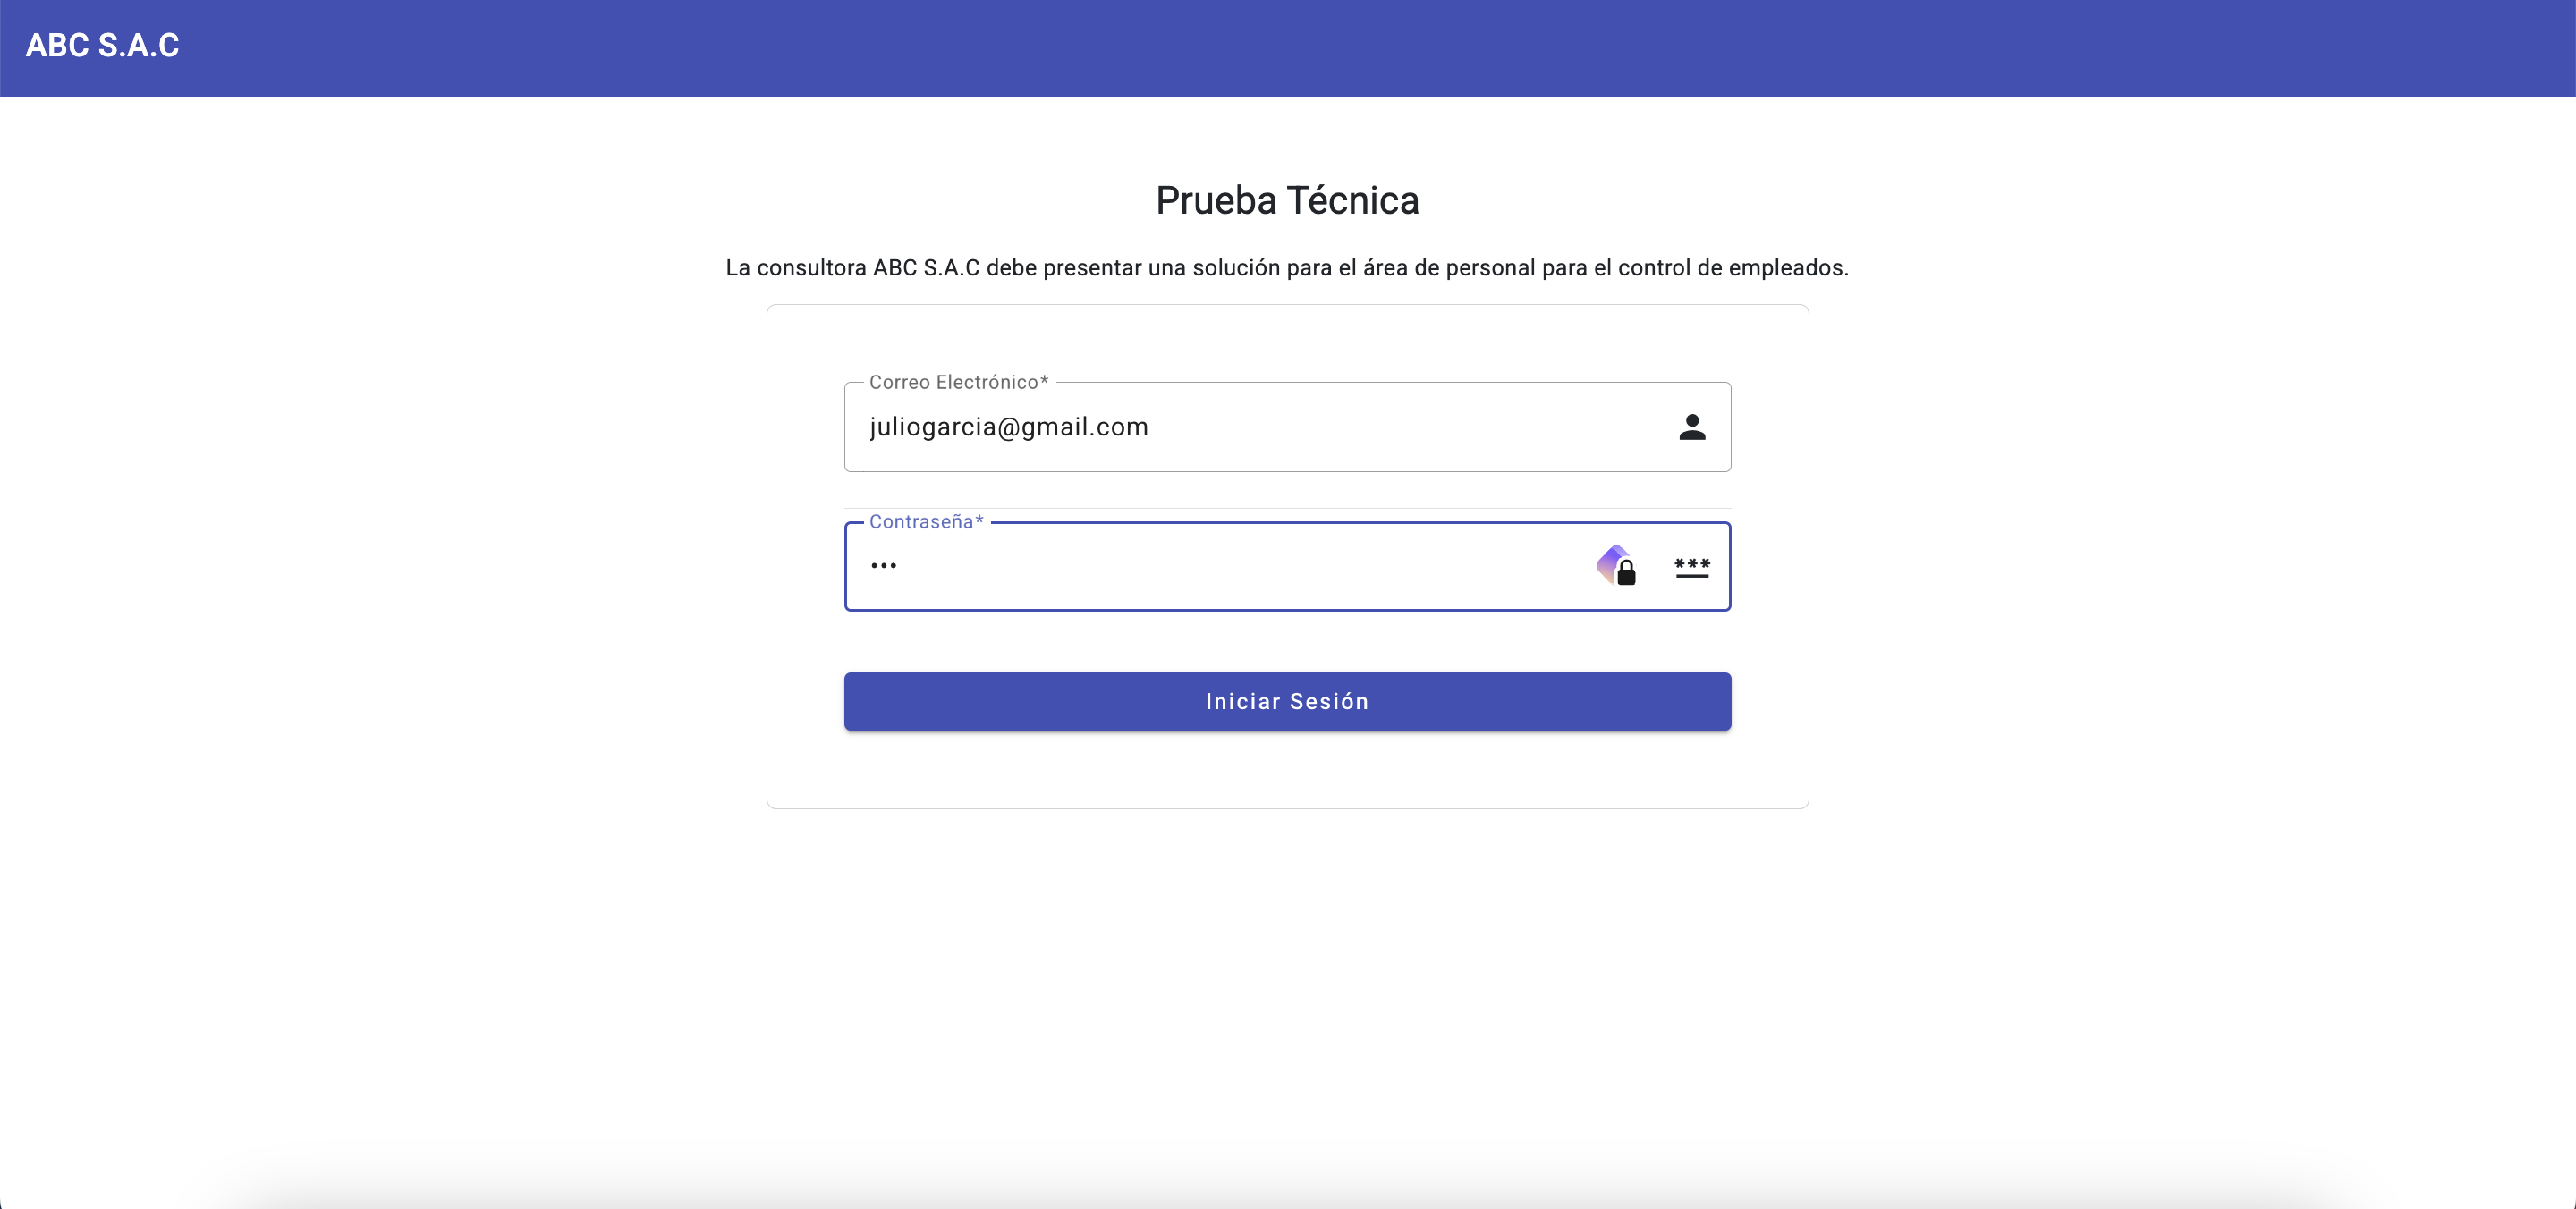 ABC S.A.C
Prueba Técnica
La consultora ABC S.A.C debe presentar una solución para el área de personal para el control de empleados.
Correo Electrónico*
juliogarcia@gmail.com
Contraseña*
•••
***
Iniciar Sesión